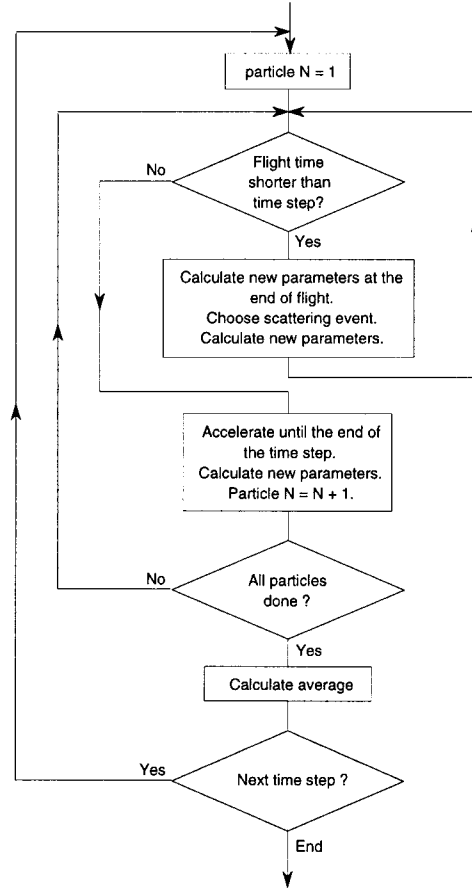 particle N = 1
Flight time
shorter than
time step?
No
Yes
Calculate new parameters at the
end of flight.
Choose scattering event.
Calculate new parameters.
Accelerate until the end of
the time step.
Calculate new parameters.
Particle N = N + 1.
No
All particles
done ?
Yes
Calculate average
Yes
Next time step ?
End